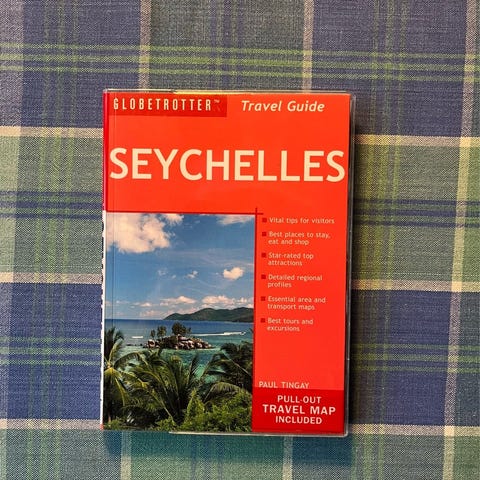 GLOBETROTTER™ Travel Guide
SEYCHELLES
Vital tips for visitors
Best places to stay,
eat and shop
Star-rated top
attractions
Detailed regional
profiles
Essential area and
transport maps
Best tours and
excursions
PAUL TINGAY
PULL-OUT
TRAVEL MAP
INCLUDED